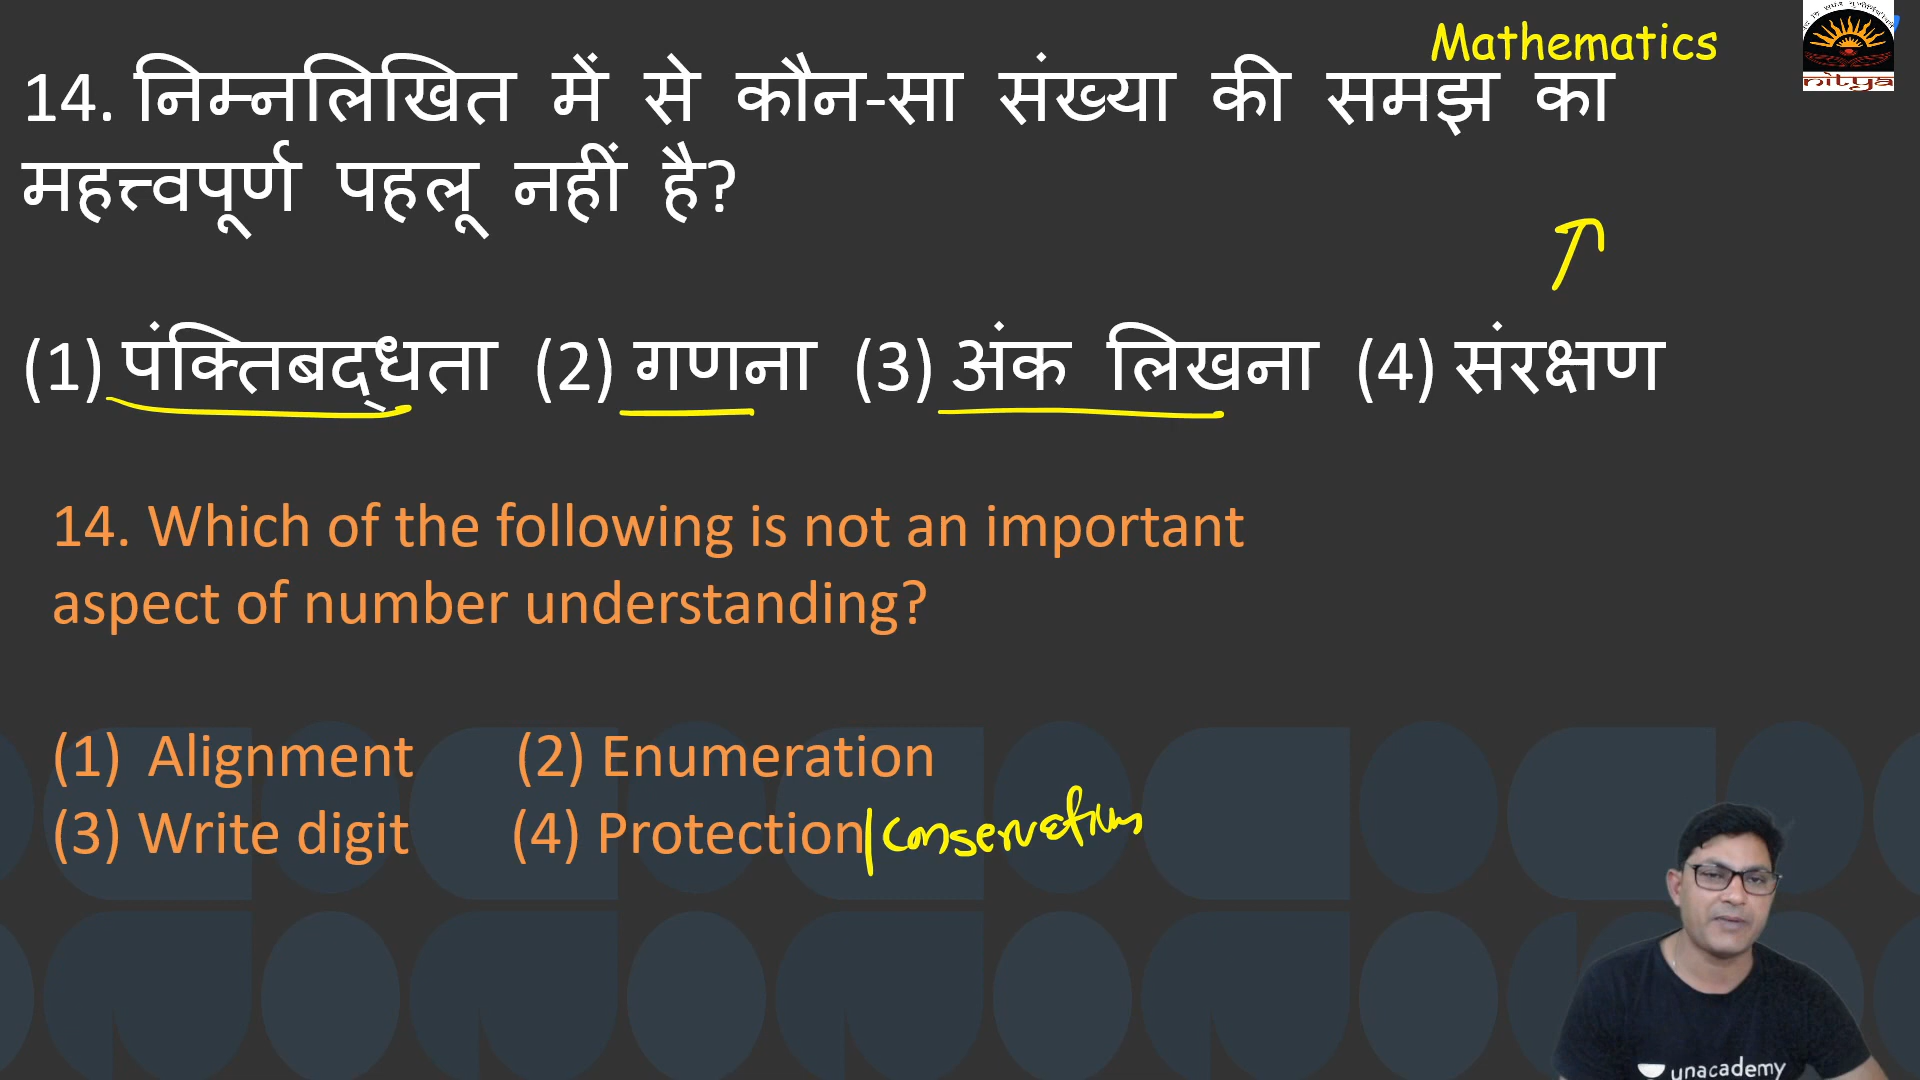 Mathematics
14. निम्नलिखित में से कौन-सा संख्या की समझ का
महत्त्वपूर्ण पहलू नहीं है?
(1) पंक्तिबद्धता (2) गणना (3) अंक लिखना (4) संरक्षण
14. Which of the following is not an important
aspect of number understanding?
(1) Alignment (2) Enumeration
(3) Write digit (4) Protection/conservation
nitya
unacademy